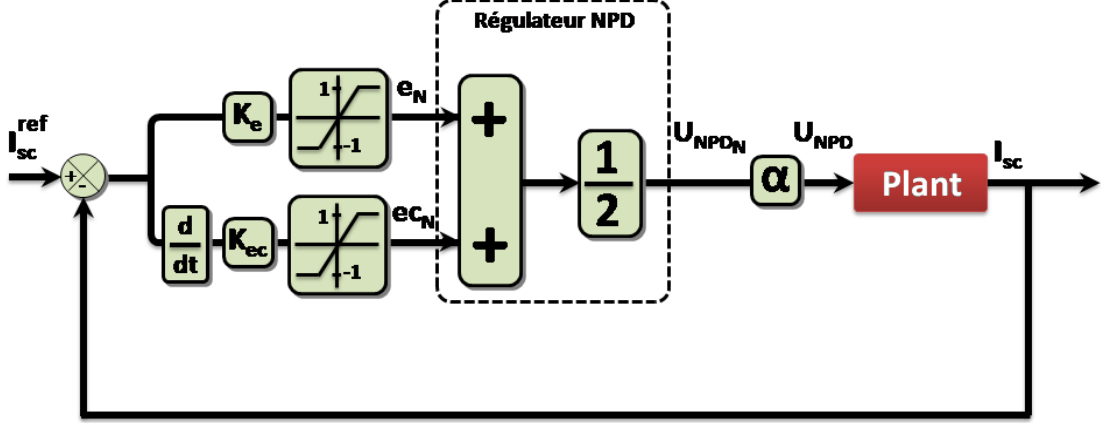 Régulateur NPD
I_sc^ref
+
-
K_e
1
-1
e_N
+
d
dt
K_ec
1
-1
ec_N
+
1
2
U_NPD_N
α
U_NPD
Plant
I_sc